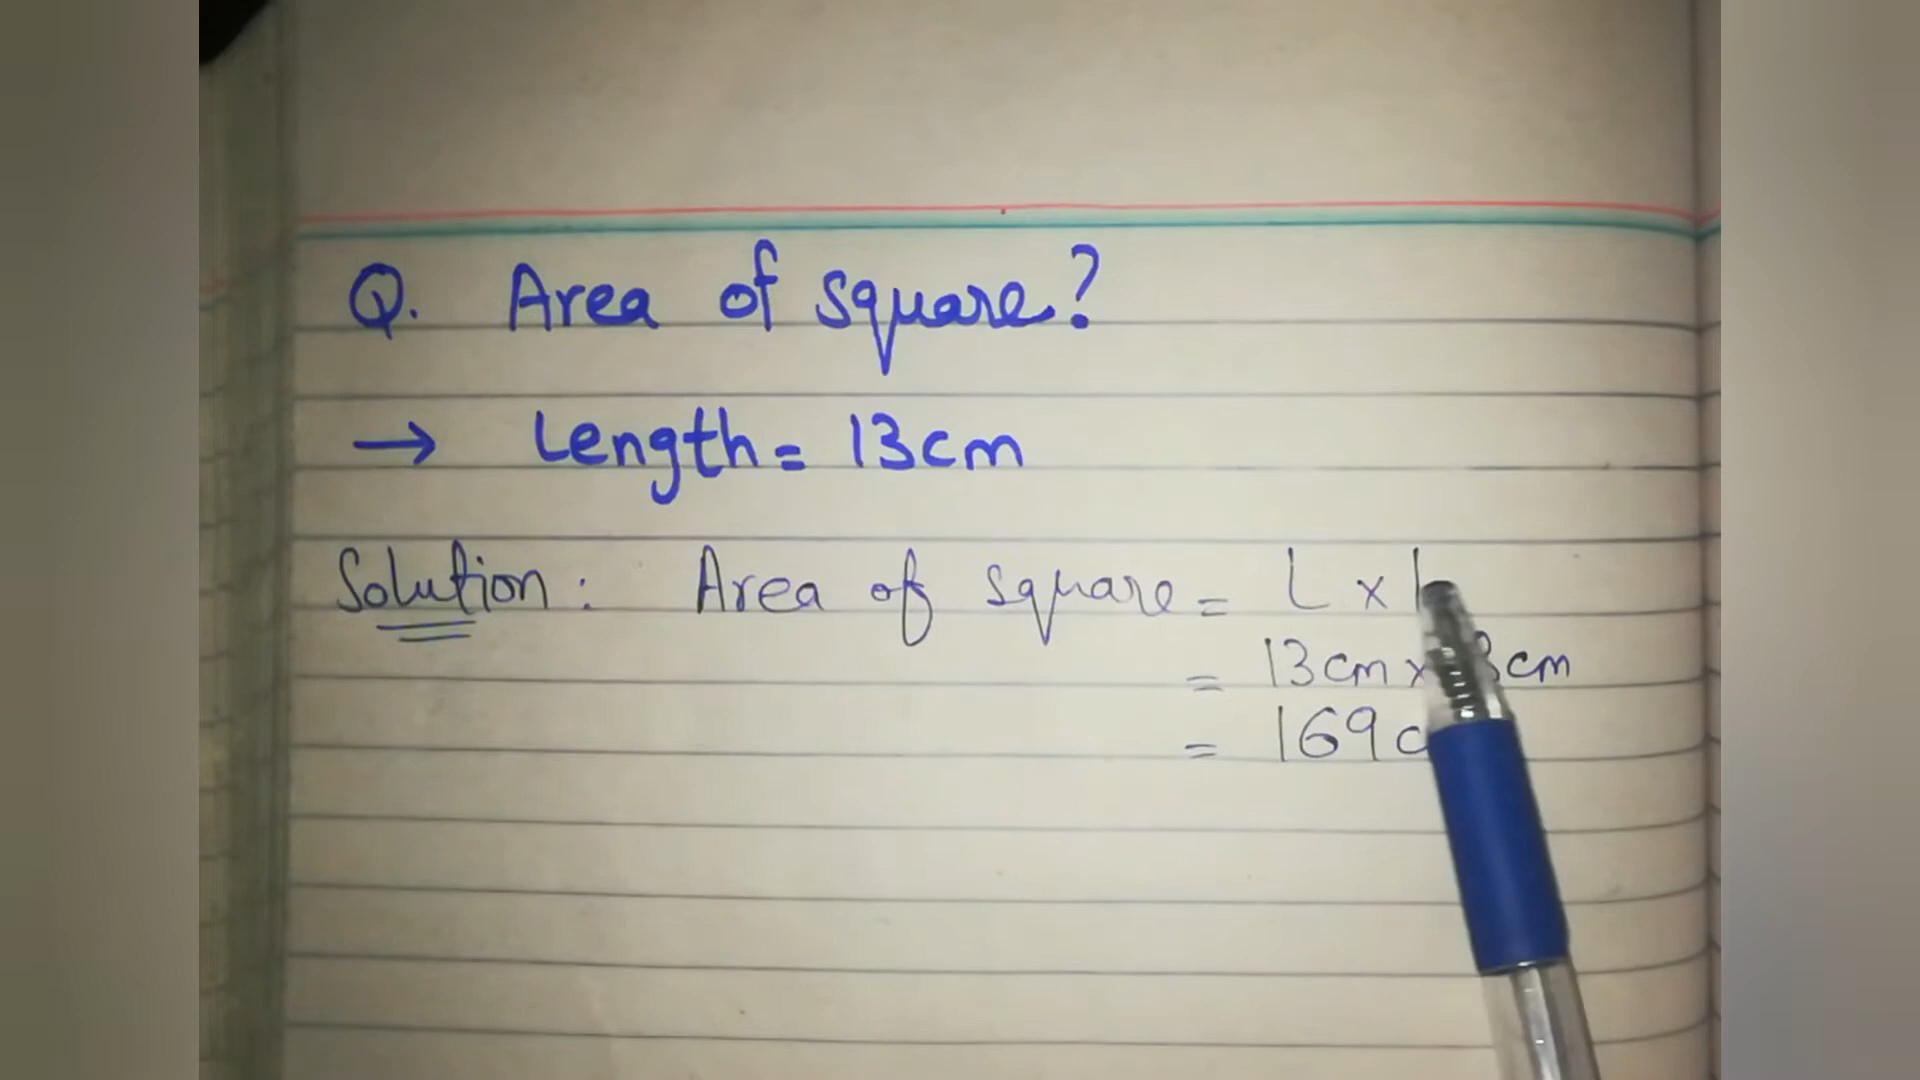 Q. Area of square?
→ Length = 13cm
Solution: Area of square = L ×
= 13cm ×
= 169